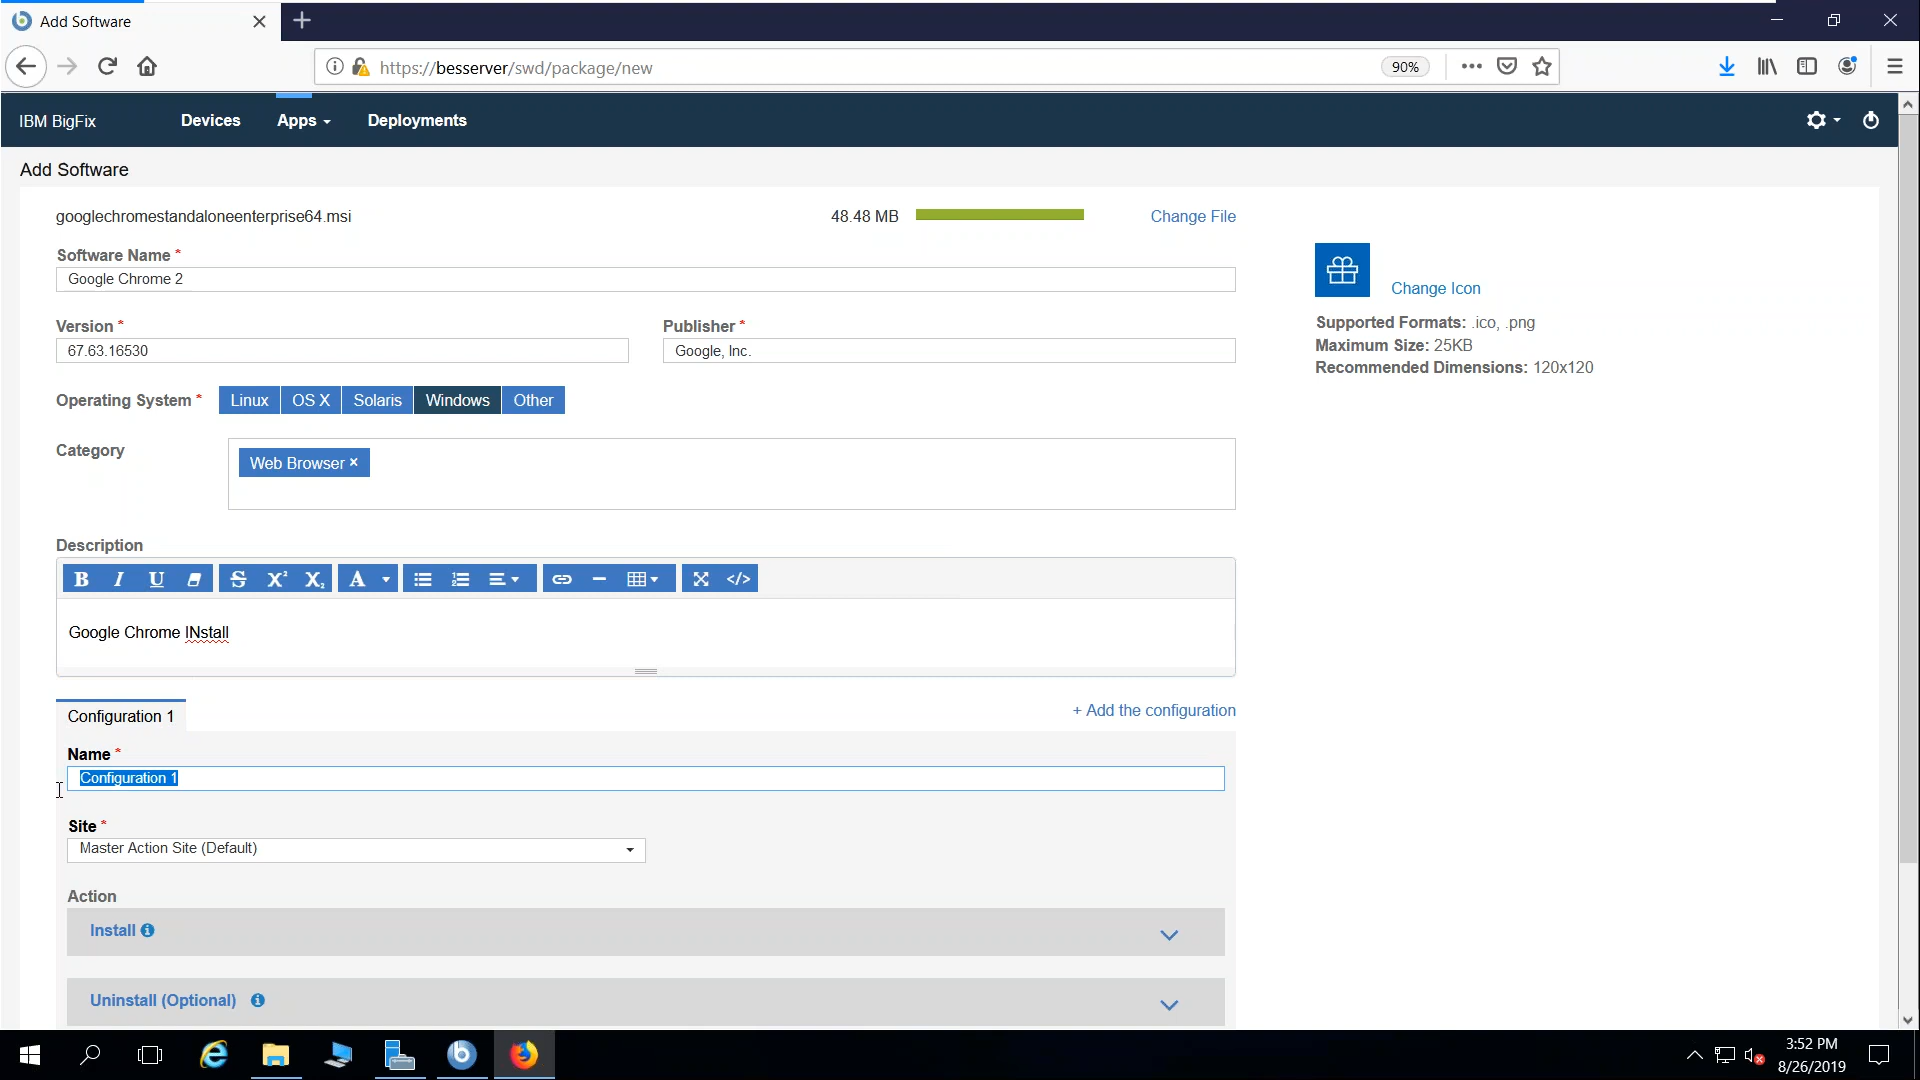 Add Software
https://besserver/swd/package/new
90%
IBM BigFix
Devices
Apps
Deployments
Add Software
googlechromestandaloneenterprise64.msi
48.48 MB
Change File
Software Name *
Google Chrome 2
Change Icon
Supported Formats: .ico, .png
Maximum Size: 25KB
Recommended Dimensions: 120x120
Version *
Publisher *
67.63.16530
Google, Inc.
Operating System *
Linux
OS X
Solaris
Windows
Other
Category
Web Browser ×
Description
B I U S X² X₂ A </>
Google Chrome INstall
Configuration 1
+ Add the configuration
Name *
Configuration 1
Site *
Master Action Site (Default)
Action
Install
Uninstall (Optional)
3:52 PM
8/26/2019